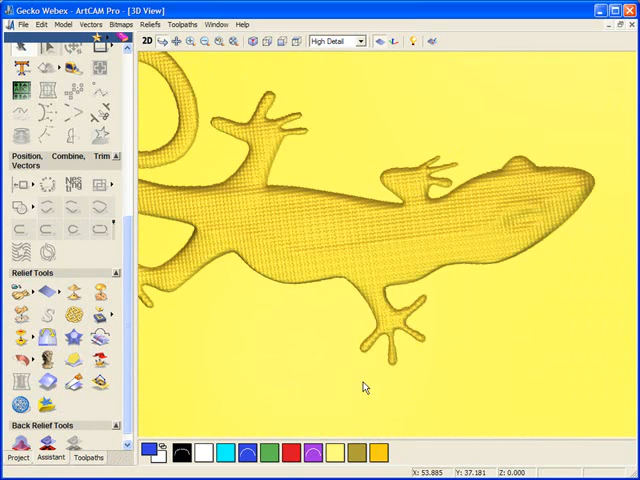 Gecko Webex - ArtCAM Pro - [3D View]
File Edit Model Vectors Bitmaps Reliefs Toolpaths Window Help
2D High Detail
Position, Combine, Trim
Vectors
Relief Tools
Back Relief Tools
Project Assistant Toolpaths
X: 53.885 Y: 37.181 Z: 0.000